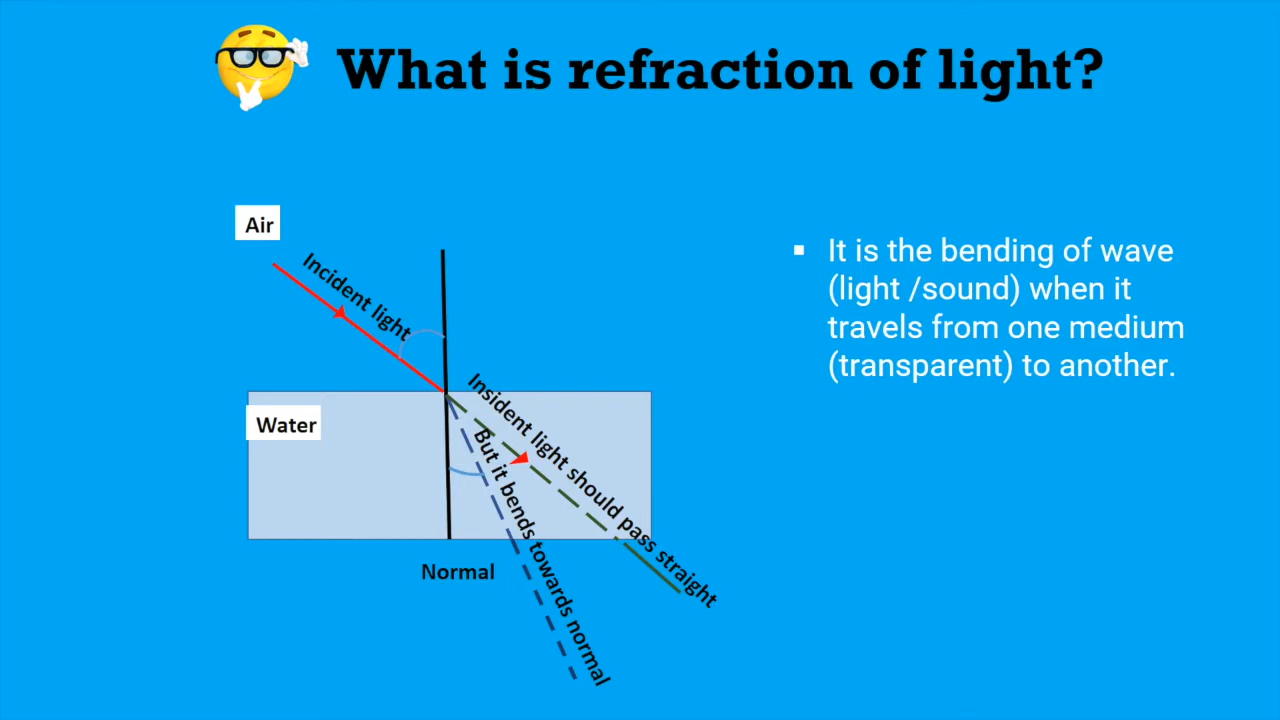 What is refraction of light?
Air
Incident light
Water
Insident light should pass straight
But it bends towards normal
Normal
▪ It is the bending of wave
(light /sound) when it
travels from one medium
(transparent) to another.